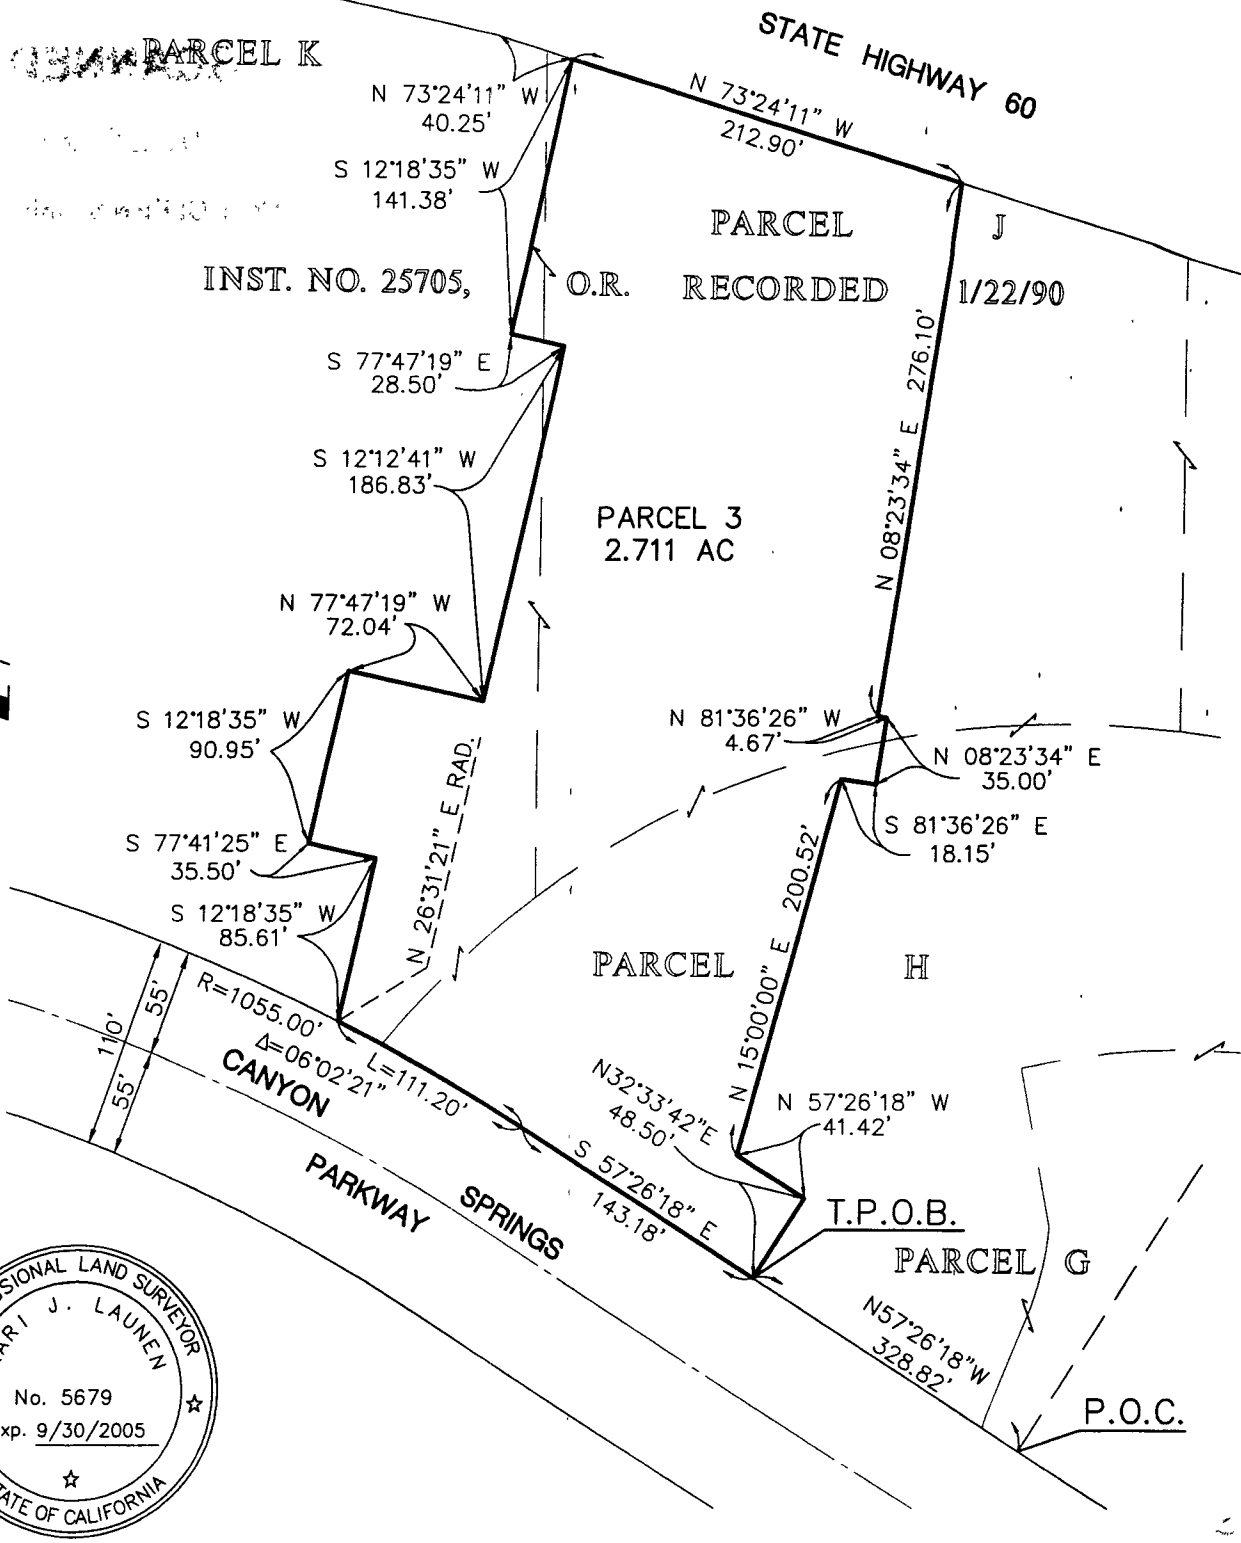 STATE HIGHWAY 60
PARCEL K
N 73°24'11" W
40.25'
N 73°24'11" W
212.90'
S 12°18'35" W
141.38'
PARCEL J
INST. NO. 25705, O.R. RECORDED 1/22/90
S 77°47'19" E
28.50'
N 08°23'34" E 276.10'
S 12°12'41" W
186.83'
PARCEL 3
2.711 AC
N 77°47'19" W
72.04'
S 12°18'35" W
90.95'
N 81°36'26" W
4.67'
N 08°23'34" E
35.00'
S 77°41'25" E
35.50'
S 81°36'26" E
18.15'
S 12°18'35" W
85.61'
N 26°31'21" E RAD.
N 15°00'00" E 200.52'
PARCEL H
110'
55'
55'
R=1055.00'
Δ=06°02'21"
L=111.20'
CANYON
SPRINGS
PARKWAY
N32°33'42"E
48.50'
N 57°26'18" W
41.42'
S 57°26'18" E
143.18'
T.P.O.B.
PARCEL G
N57°26'18"W
328.82'
P.O.C.
SIONAL LAND SURVEYOR
ARI J. LAUNEN
No. 5679
xp. 9/30/2005
ATE OF CALIFORNIA